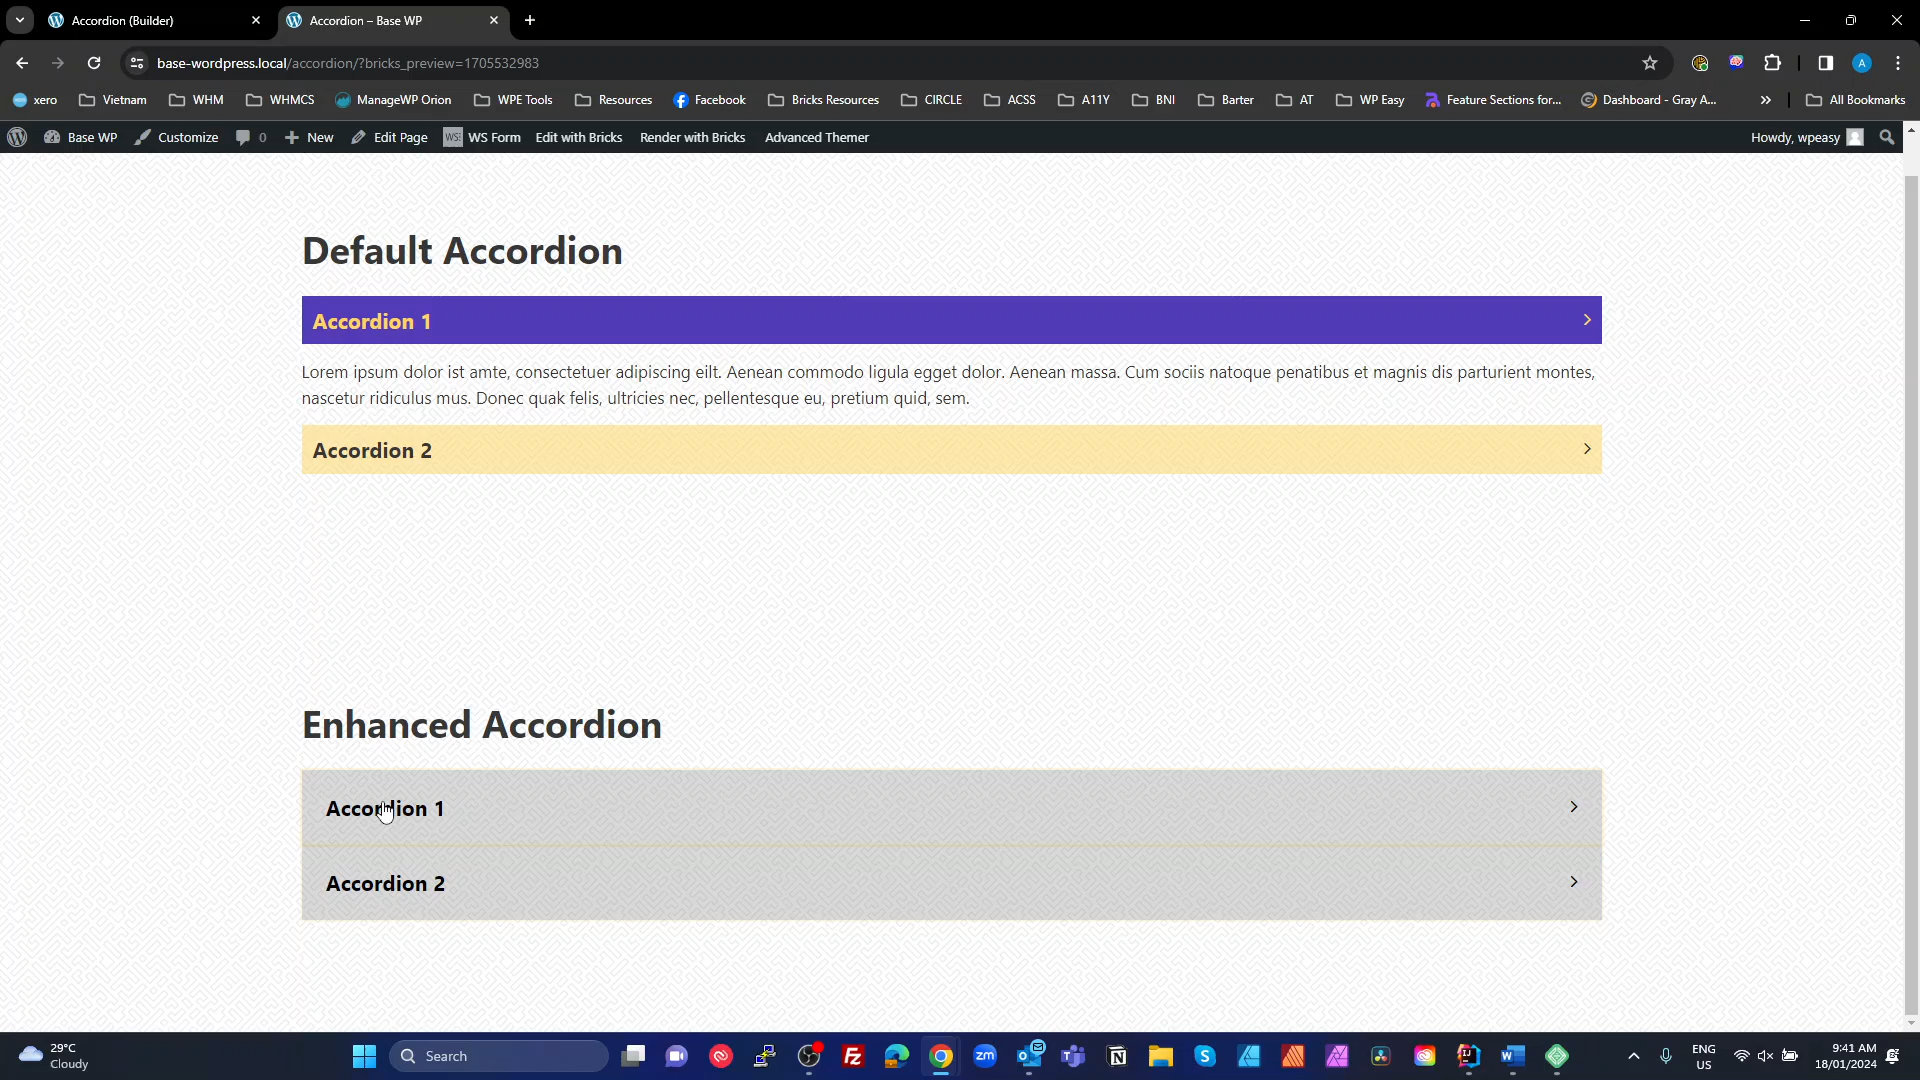 Accordion (Builder)
Accordion – Base WP
base-wordpress.local/accordion/?bricks_preview=1705532983
A
xero
Vietnam
WHM
WHMCS
ManageWP Orion
WPE Tools
Resources
Facebook
Bricks Resources
CIRCLE
ACSS
A11Y
BNI
Barter
AT
WP Easy
Feature Sections for...
Dashboard - Gray A...
All Bookmarks
Base WP
Customize
0
New
Edit Page
WS Form
Edit with Bricks
Render with Bricks
Advanced Themer
Howdy, wpeasy
Default Accordion
Accordion 1
Lorem ipsum dolor ist amte, consectetuer adipiscing eilt. Aenean commodo ligula egget dolor. Aenean massa. Cum sociis natoque penatibus et magnis dis parturient montes,
nascetur ridiculus mus. Donec quak felis, ultricies nec, pellentesque eu, pretium quid, sem.
Accordion 2
Enhanced Accordion
Accordion 1
Accordion 2
29°C
Cloudy
Search
zm
ENG
US
9:41 AM
18/01/2024